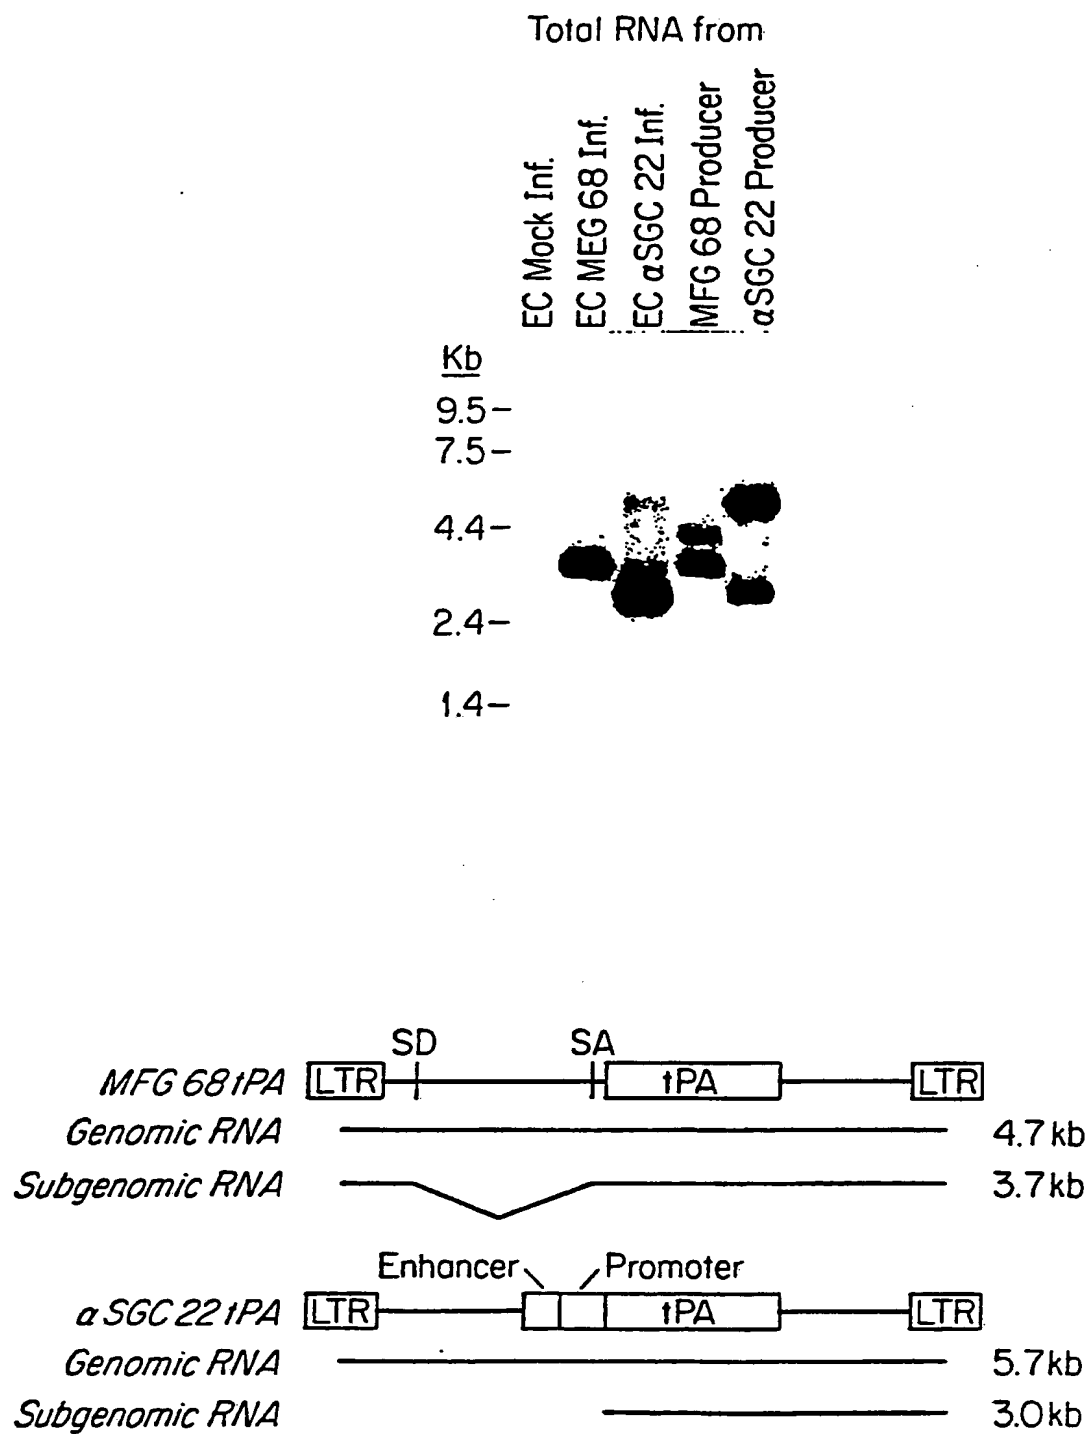 Total RNA from
EC Mock Inf.
EC MEG 68 Inf.
EC αSGC 22 Inf.
MFG 68 Producer
αSGC 22 Producer
Kb
9.5–
7.5–
4.4–
2.4–
1.4–
SD SA
MFG 68 tPA LTR tPA LTR
Genomic RNA 4.7 kb
Subgenomic RNA 3.7 kb
Enhancer Promoter
α SGC 22 tPA LTR tPA LTR
Genomic RNA 5.7 kb
Subgenomic RNA 3.0 kb